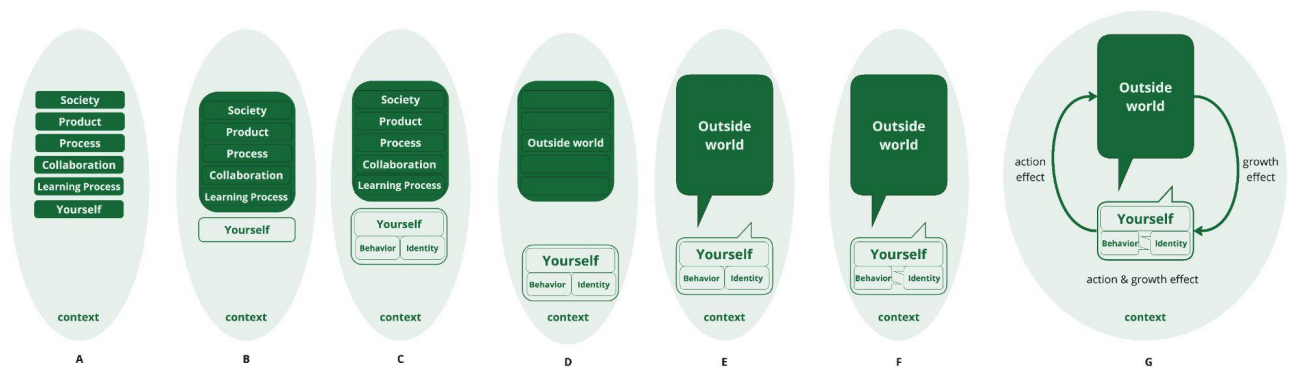 Society
Product
Process
Collaboration
Learning Process
Yourself
context
A
Society
Product
Process
Collaboration
Learning Process
Yourself
context
B
Society
Product
Process
Collaboration
Learning Process
Yourself
Behavior Identity
context
C
Outside world
Yourself
Behavior Identity
context
D
Outside
world
Yourself
Behavior Identity
context
E
Outside
world
Yourself
Behavior Identity
context
F
Outside
world
action
effect
growth
effect
Yourself
Behavior Identity
action & growth effect
context
G